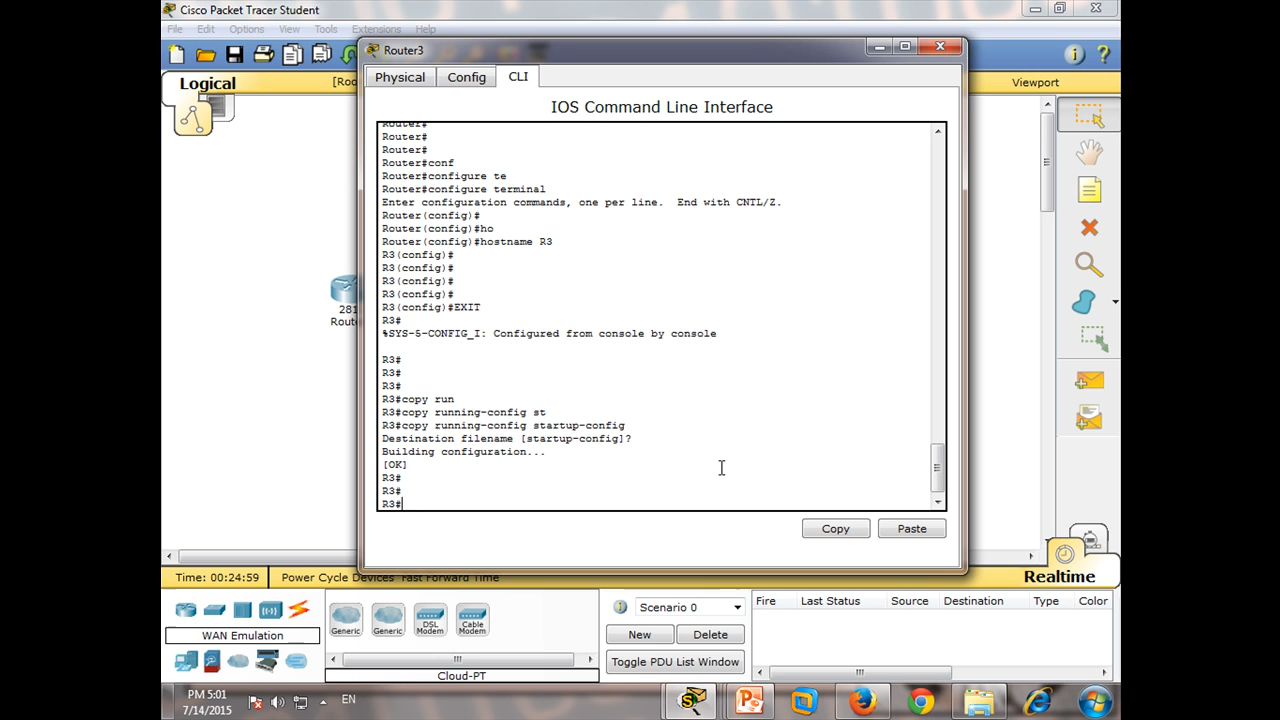 Cisco Packet Tracer Student
File Edit Options View Tools Extensions Help
Router3
Logical
[Roo
Viewport
Physical Config CLI
IOS Command Line Interface
Router#
Router#
Router#
Router#conf
Router#configure te
Router#configure terminal
Enter configuration commands, one per line.  End with CNTL/Z.
Router(config)#
Router(config)#ho
Router(config)#hostname R3
R3(config)#
R3(config)#
R3(config)#
R3(config)#
R3(config)#EXIT
R3#
%SYS-5-CONFIG_I: Configured from console by console
R3#
R3#
R3#
R3#copy run
R3#copy running-config st
R3#copy running-config startup-config
Destination filename [startup-config]?
Building configuration...
[OK]
R3#
R3#
R3#
281
Route
Copy Paste
Time: 00:24:59 Power Cycle Devices Fast Forward Time
Realtime
WAN Emulation
Generic Generic DSL Modem Cable Modem
Cloud-PT
Scenario 0
New Delete
Toggle PDU List Window
Fire Last Status Source Destination Type Color
PM 5:01
7/14/2015
EN